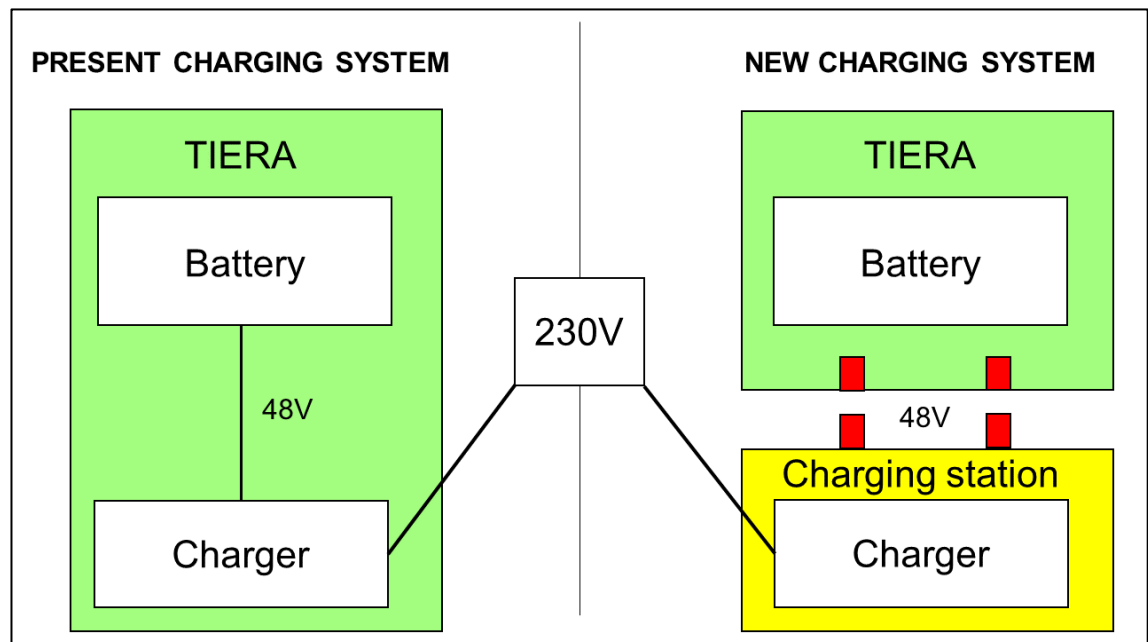 PRESENT CHARGING SYSTEM
TIERA
Battery
48V
Charger
230V
NEW CHARGING SYSTEM
TIERA
Battery
48V
Charging station
Charger